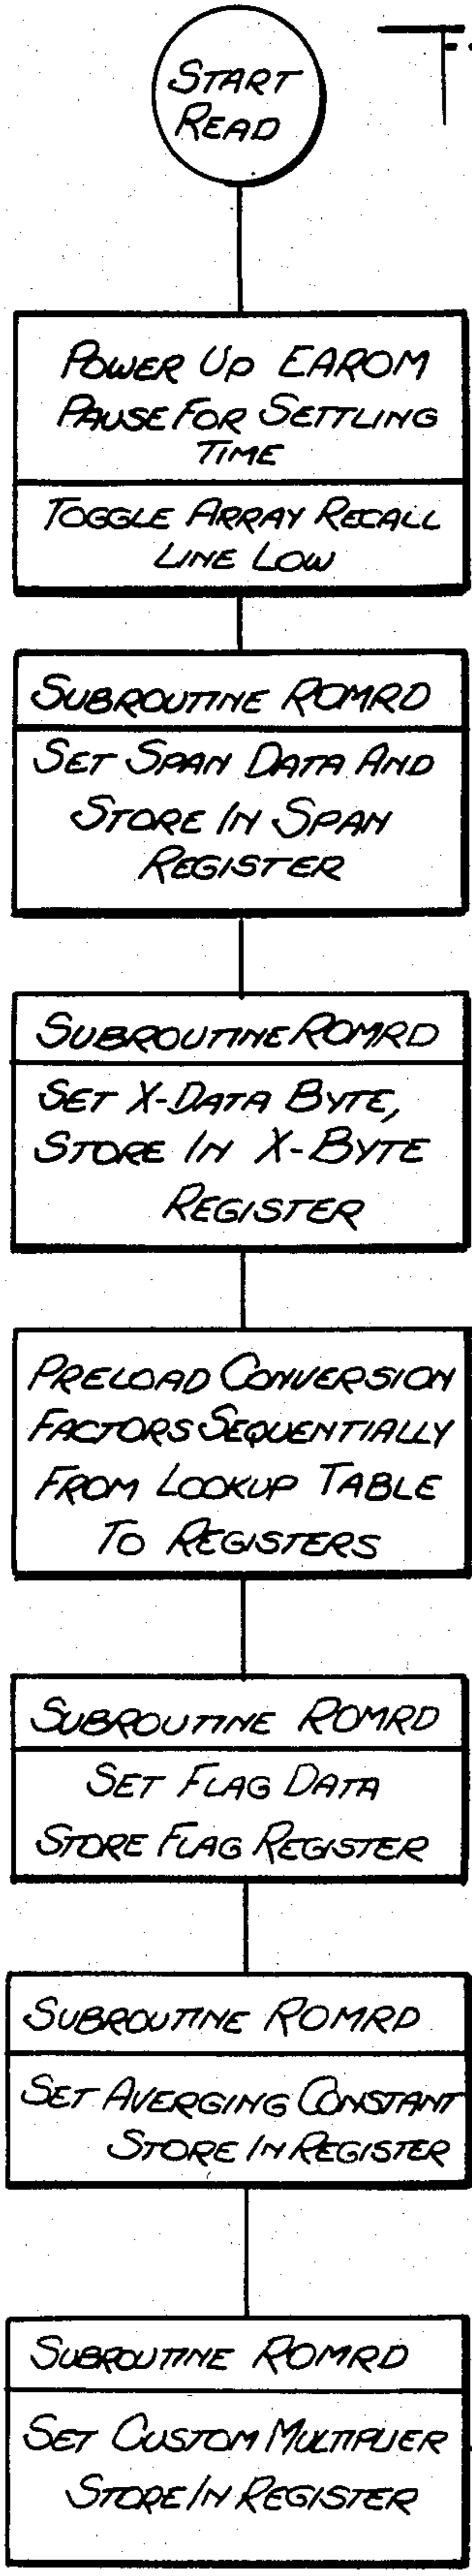 START
READ
POWER UP EAROM
PAUSE FOR SETTLING
TIME
TOGGLE ARRAY RECALL
LINE LOW
SUBROUTINE ROMRD
SET SPAN DATA AND
STORE IN SPAN
REGISTER
SUBROUTINE ROMRD
SET X-DATA BYTE,
STORE IN X-BYTE
REGISTER
PRELOAD CONVERSION
FACTORS SEQUENTIALLY
FROM LOOKUP TABLE
TO REGISTERS
SUBROUTINE ROMRD
SET FLAG DATA
STORE FLAG REGISTER
SUBROUTINE ROMRD
SET AVERGING CONSTANT
STORE IN REGISTER
SUBROUTINE ROMRD
SET CUSTOM MULTIPLIER
STORE IN REGISTER